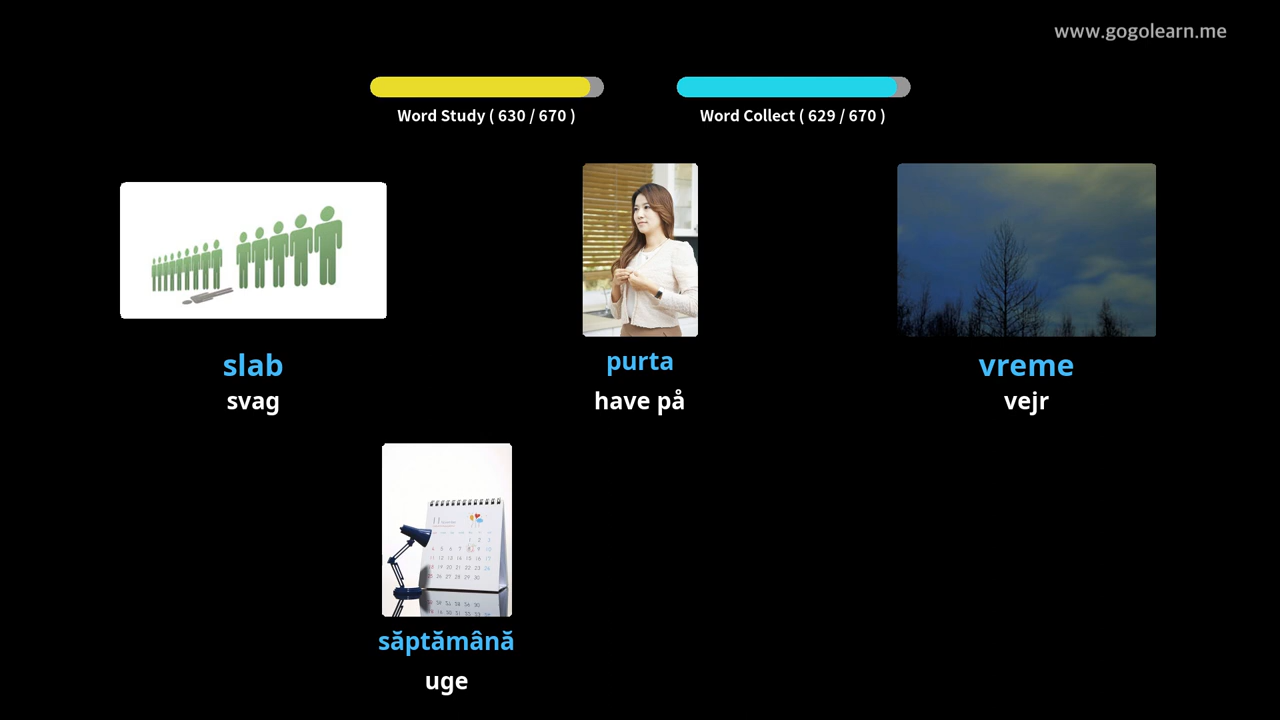 www.gogolearn.me
Word Study ( 630 / 670 )
Word Collect ( 629 / 670 )
slab
svag
purta
have på
vreme
vejr
săptămână
uge